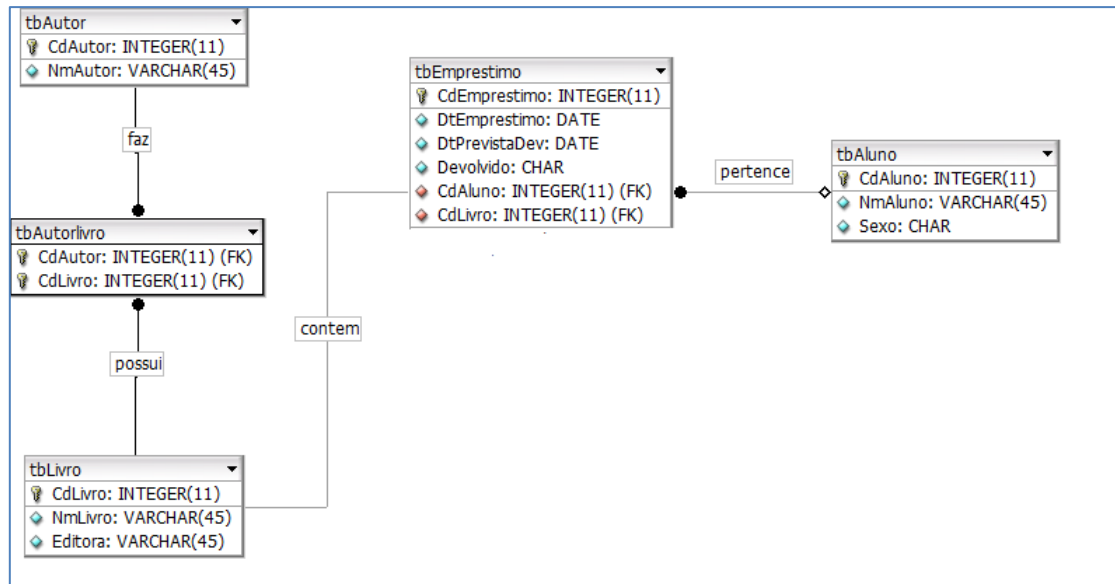 tbAutor
CdAutor: INTEGER(11)
NmAutor: VARCHAR(45)
faz
tbAutorlivro
CdAutor: INTEGER(11) (FK)
CdLivro: INTEGER(11) (FK)
possui
tbLivro
CdLivro: INTEGER(11)
NmLivro: VARCHAR(45)
Editora: VARCHAR(45)
contem
tbEmprestimo
CdEmprestimo: INTEGER(11)
DtEmprestimo: DATE
DtPrevistaDev: DATE
Devolvido: CHAR
CdAluno: INTEGER(11) (FK)
CdLivro: INTEGER(11) (FK)
pertence
tbAluno
CdAluno: INTEGER(11)
NmAluno: VARCHAR(45)
Sexo: CHAR